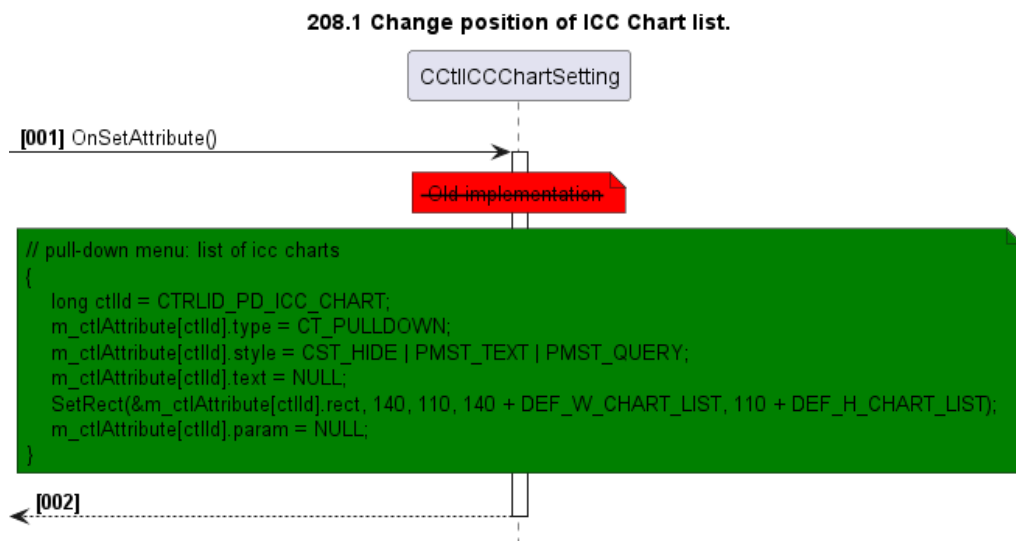 208.1 Change position of ICC Chart list.
CCtlICCChartSetting
[001] OnSetAttribute()
Old implementation
// pull-down menu: list of icc charts
{
long ctlId = CTRLID_PD_ICC_CHART;
m_ctlAttribute[ctlId].type = CT_PULLDOWN;
m_ctlAttribute[ctlId].style = CST_HIDE | PMST_TEXT | PMST_QUERY;
m_ctlAttribute[ctlId].text = NULL;
SetRect(&m_ctlAttribute[ctlId].rect, 140, 110, 140 + DEF_W_CHART_LIST, 110 + DEF_H_CHART_LIST);
m_ctlAttribute[ctlId].param = NULL;
}
[002]